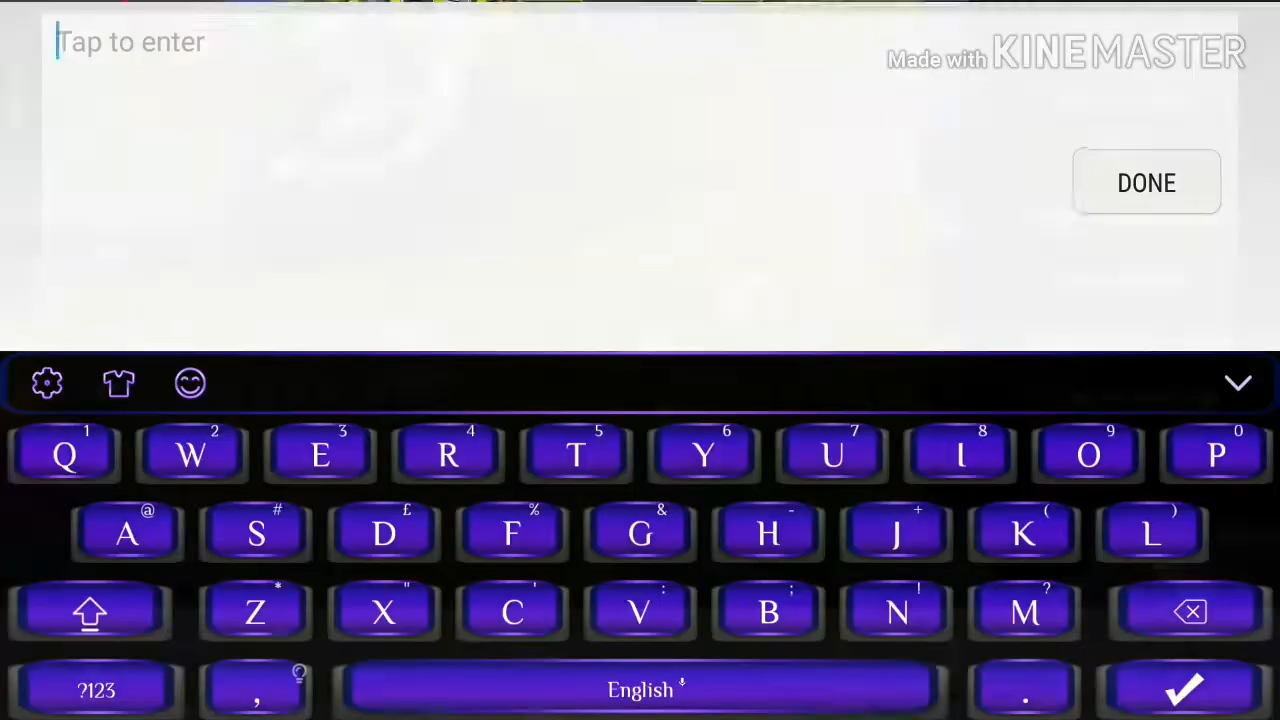 Tap to enter
Made with KINEMASTER
DONE
1 2 3 4 5 6 7 8 9 0
Q W E R T Y U I O P
@ # £ % & - + ( )
A S D F G H J K L
* " ' : ; ! ?
Z X C V B N M
?123 , English .